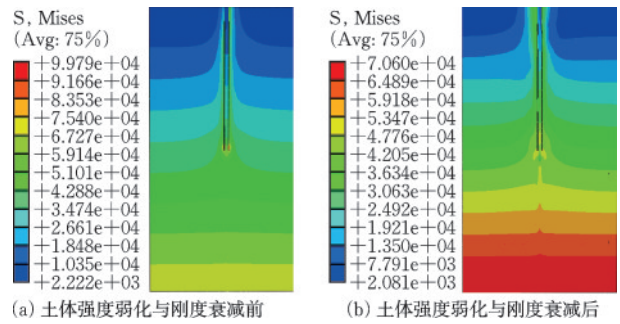 S, Mises
(Avg: 75%)
+9.979e+04
+9.166e+04
+8.353e+04
+7.540e+04
+6.727e+04
+5.914e+04
+5.101e+04
+4.288e+04
+3.474e+04
+2.661e+04
+1.848e+04
+1.035e+04
+2.222e+03
(a) 土体强度弱化与刚度衰减前
S, Mises
(Avg: 75%)
+7.060e+04
+6.489e+04
+5.918e+04
+5.347e+04
+4.776e+04
+4.205e+04
+3.634e+04
+3.063e+04
+2.492e+04
+1.921e+04
+1.350e+04
+7.791e+03
+2.081e+03
(b) 土体强度弱化与刚度衰减后